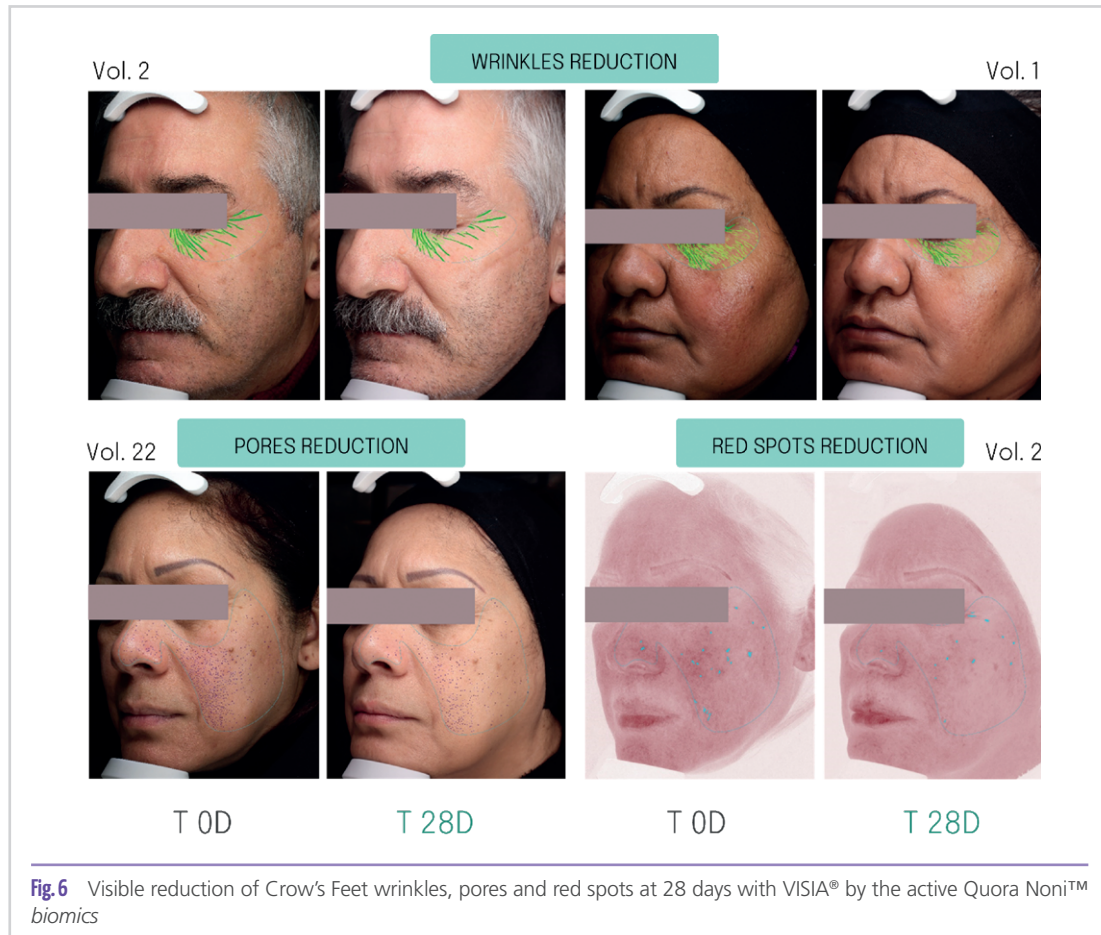 WRINKLES REDUCTION
Vol. 2
Vol. 1
PORES REDUCTION
RED SPOTS REDUCTION
Vol. 22
Vol. 2
T 0D
T 28D
T 0D
T 28D
Fig. 6 Visible reduction of Crow's Feet wrinkles, pores and red spots at 28 days with VISIA® by the active Quora Noni™
biomics